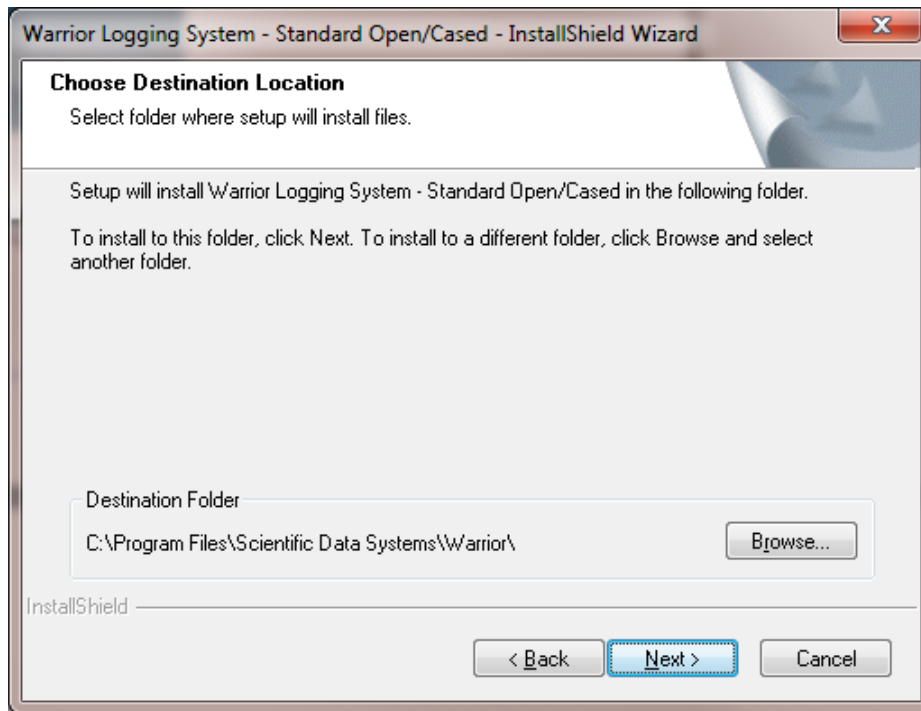 Warrior Logging System - Standard Open/Cased - InstallShield Wizard
Choose Destination Location
Select folder where setup will install files.
Setup will install Warrior Logging System - Standard Open/Cased in the following folder.
To install to this folder, click Next. To install to a different folder, click Browse and select
another folder.
Destination Folder
C:\Program Files\Scientific Data Systems\Warrior\
Browse...
InstallShield
< Back
Next >
Cancel